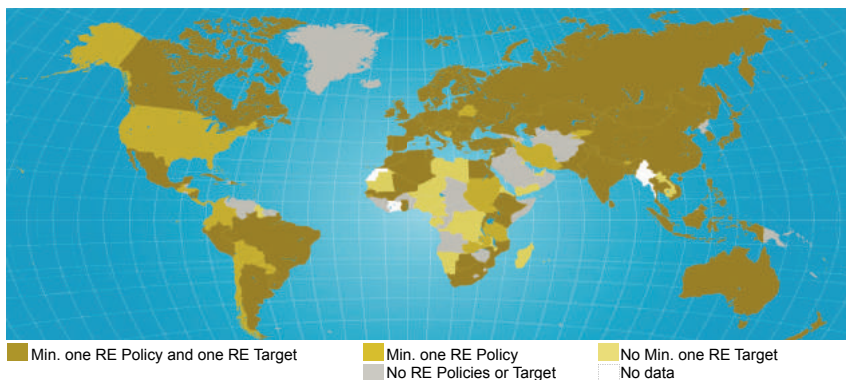 Min. one RE Policy and one RE Target
Min. one RE Policy
No Min. one RE Target
No RE Policies or Target
No data